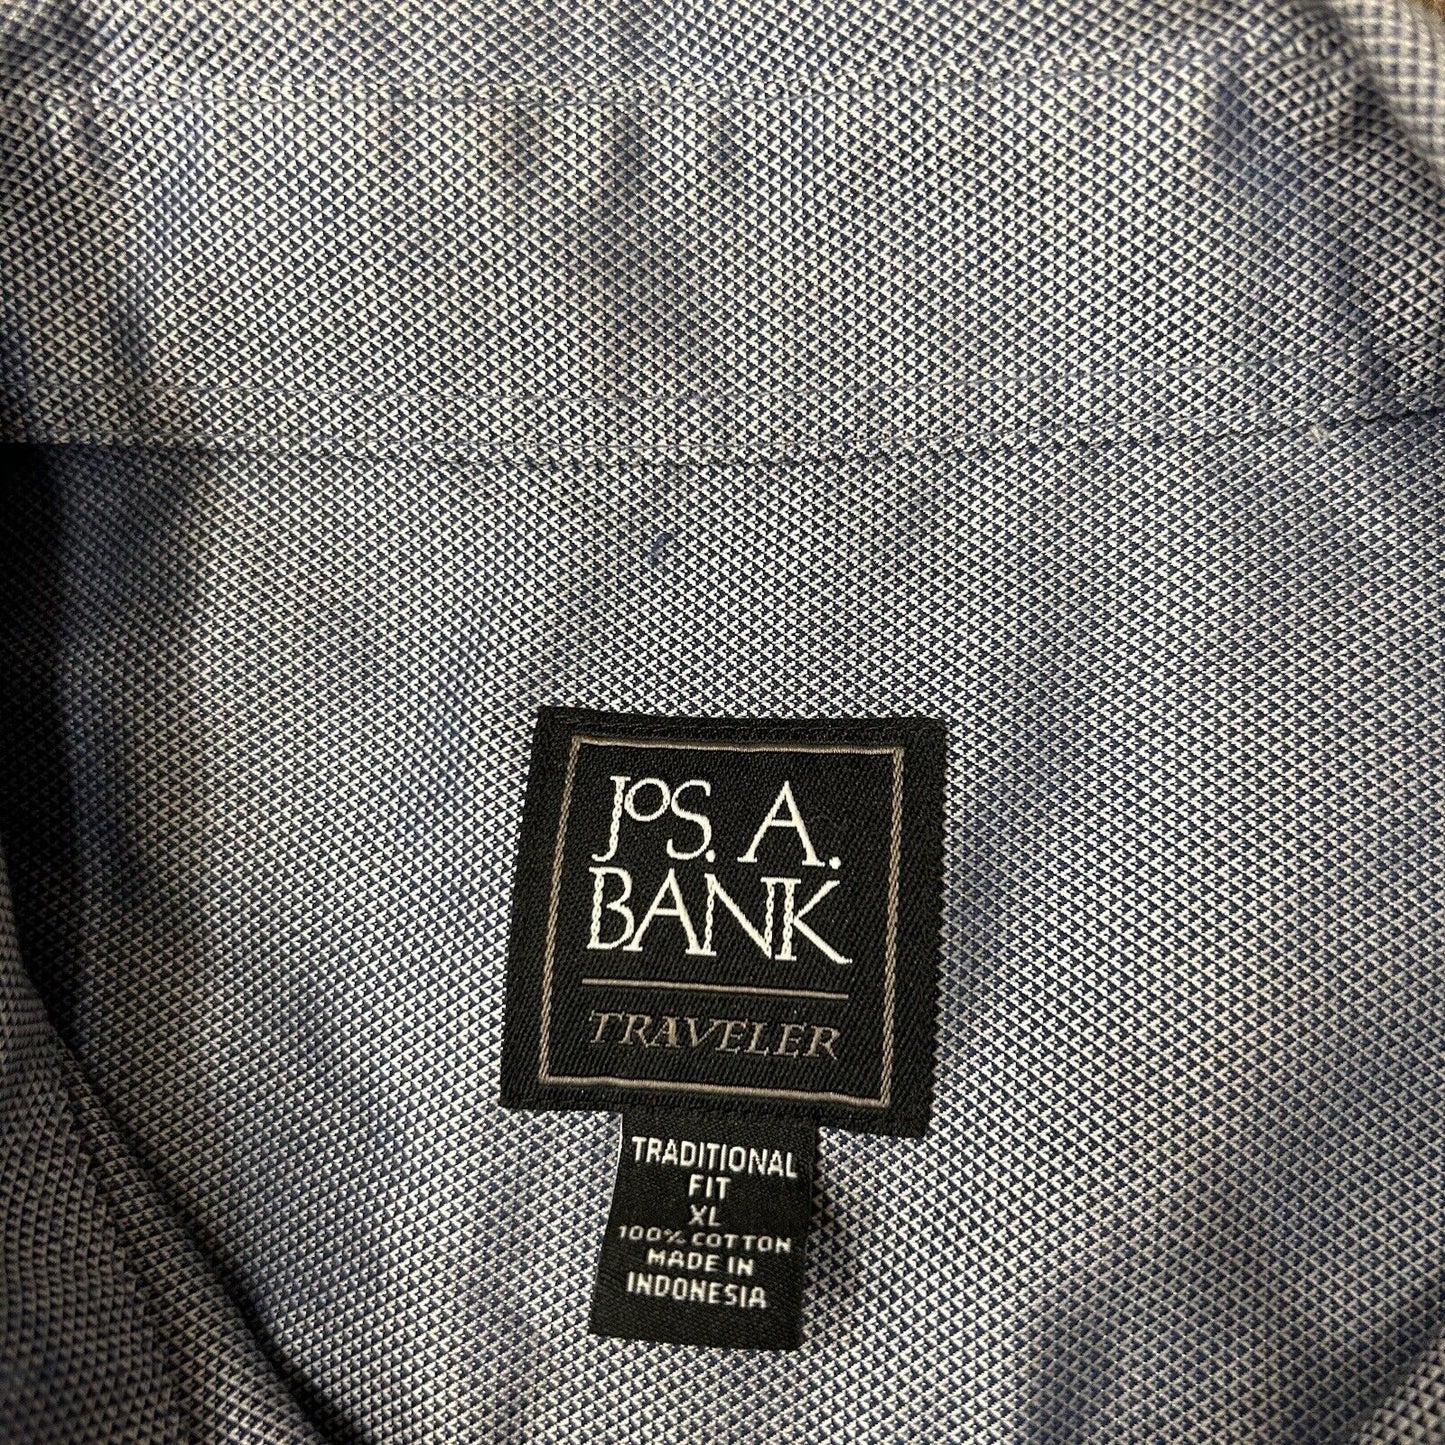 JoS. A.
BANK
TRAVELER
TRADITIONAL
FIT
XL
100% COTTON
MADE IN
INDONESIA